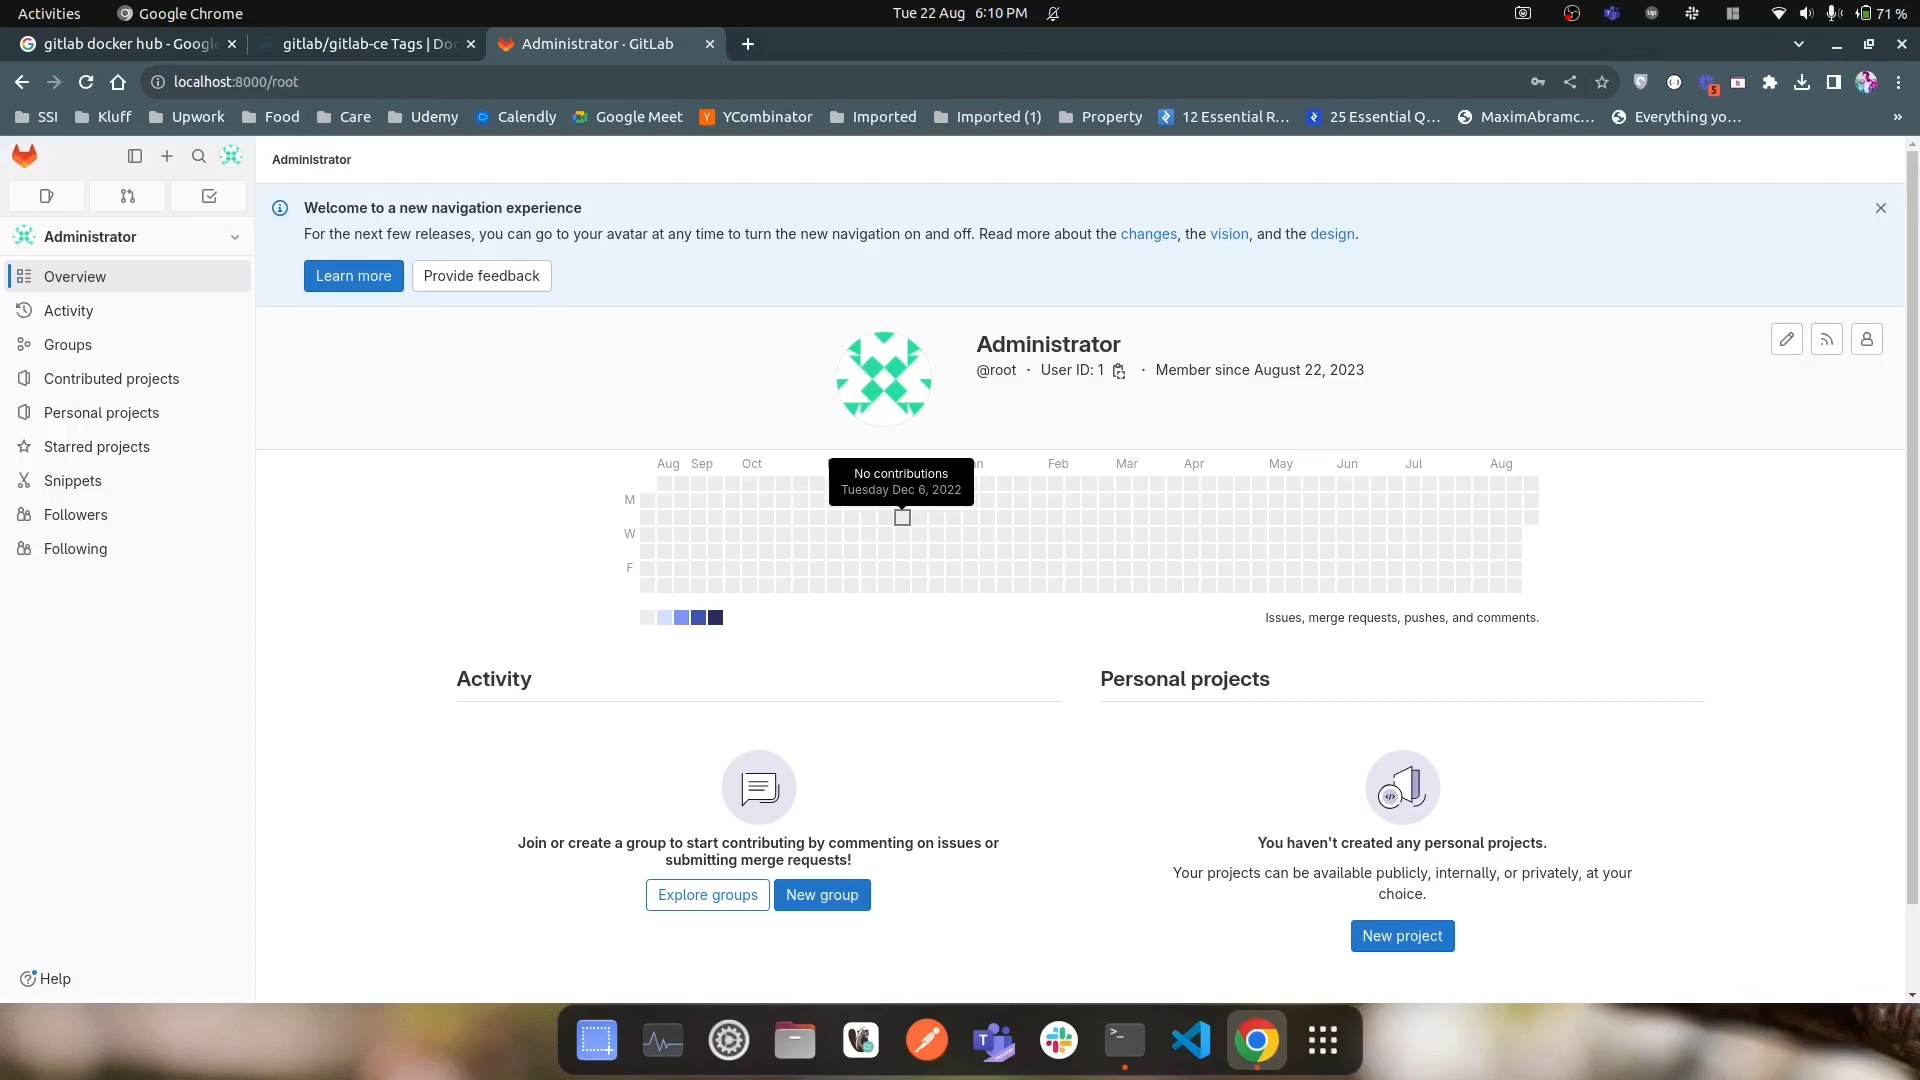 Activities
Google Chrome
Tue 22 Aug 6:10 PM
71 %
gitlab docker hub - Google
gitlab/gitlab-ce Tags | Doc
Administrator · GitLab
localhost:8000/root
5
SSI
Kluff
Upwork
Food
Care
Udemy
Calendly
Google Meet
YCombinator
Imported
Imported (1)
Property
12 Essential R...
25 Essential Q...
MaximAbramc...
Everything yo...
»
Administrator
Welcome to a new navigation experience
For the next few releases, you can go to your avatar at any time to turn the new navigation on and off. Read more about the changes, the vision, and the design.
Learn more
Provide feedback
Administrator
Overview
Activity
Groups
Contributed projects
Personal projects
Starred projects
Snippets
Followers
Following
Help
Administrator
@root · User ID: 1 · Member since August 22, 2023
Aug Sep Oct Feb Mar Apr May Jun Jul Aug
No contributions
Tuesday Dec 6, 2022
M
W
F
Issues, merge requests, pushes, and comments.
Activity
Join or create a group to start contributing by commenting on issues or
submitting merge requests!
Explore groups
New group
Personal projects
You haven't created any personal projects.
Your projects can be available publicly, internally, or privately, at your
choice.
New project